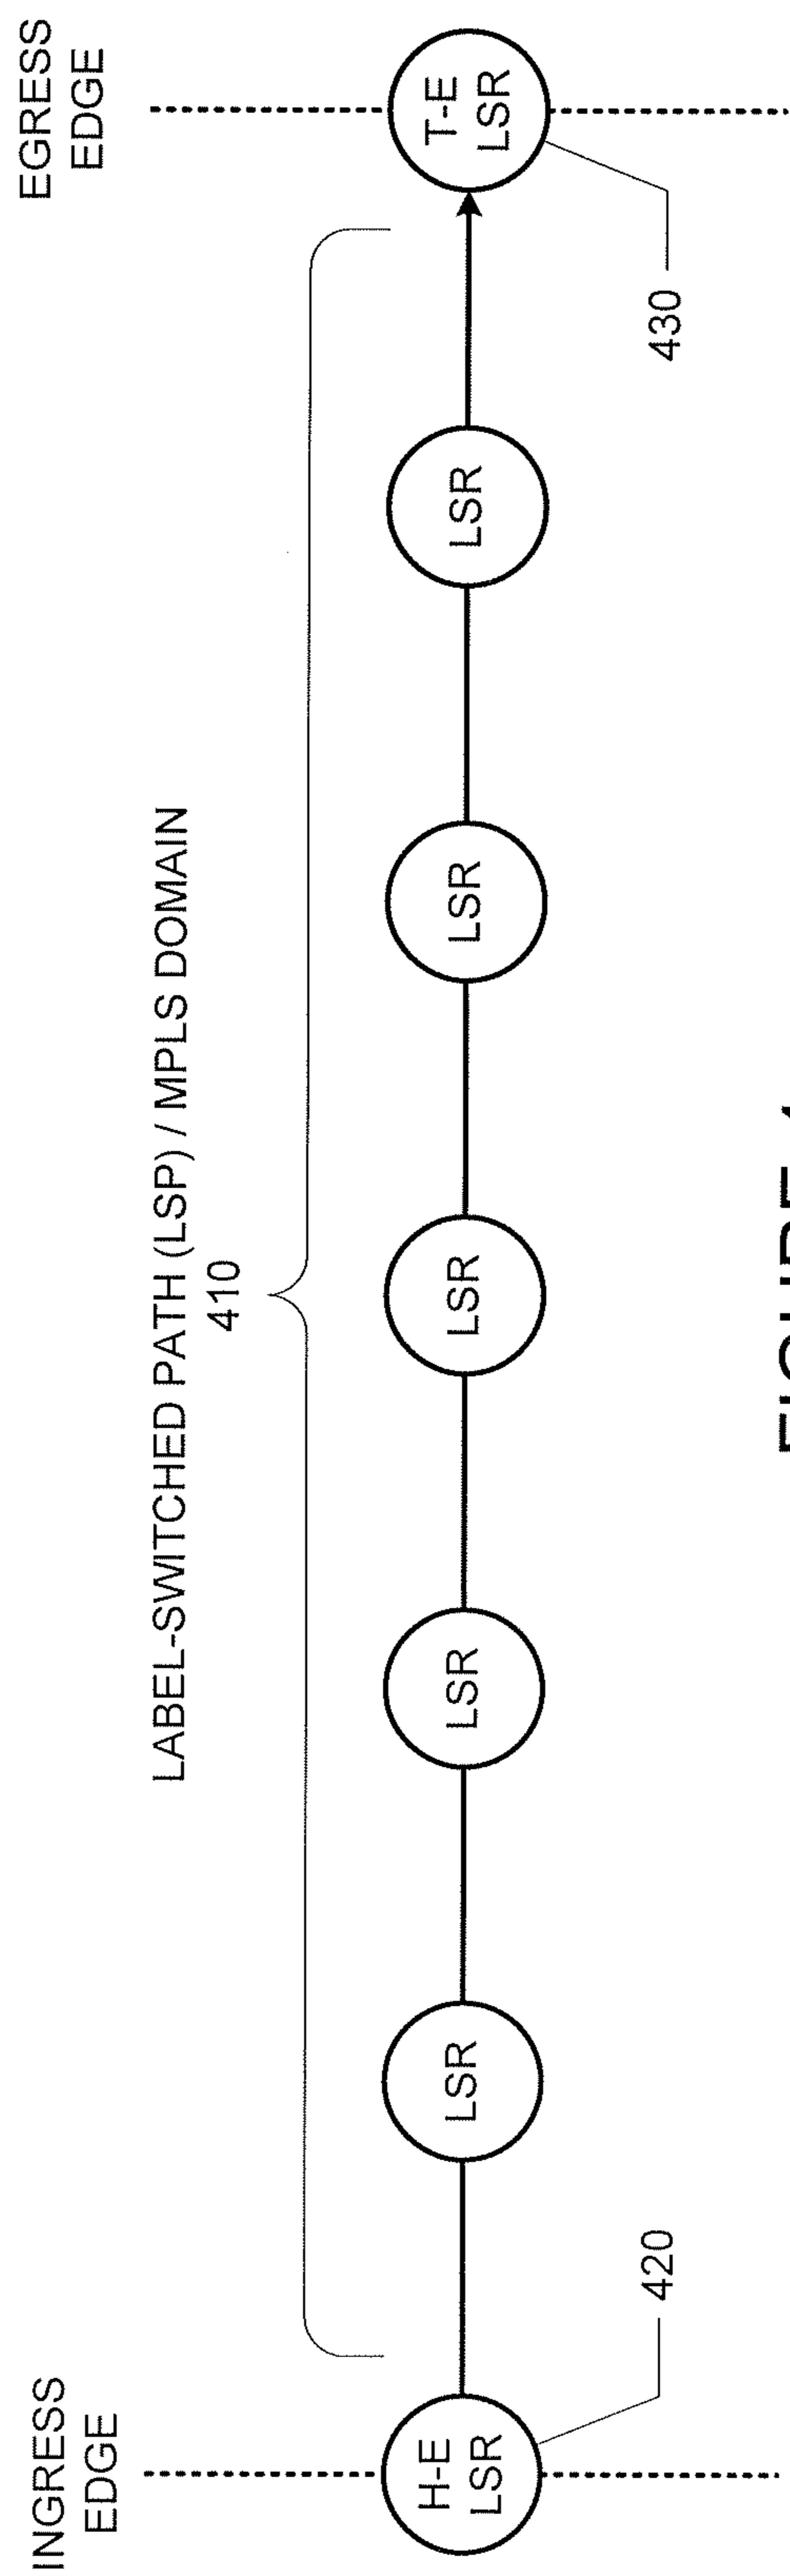 INGRESS
EDGE
LABEL-SWITCHED PATH (LSP) / MPLS DOMAIN
410
EGRESS
EDGE
H-E
LSR
LSR
LSR
LSR
LSR
LSR
T-E
LSR
420
430